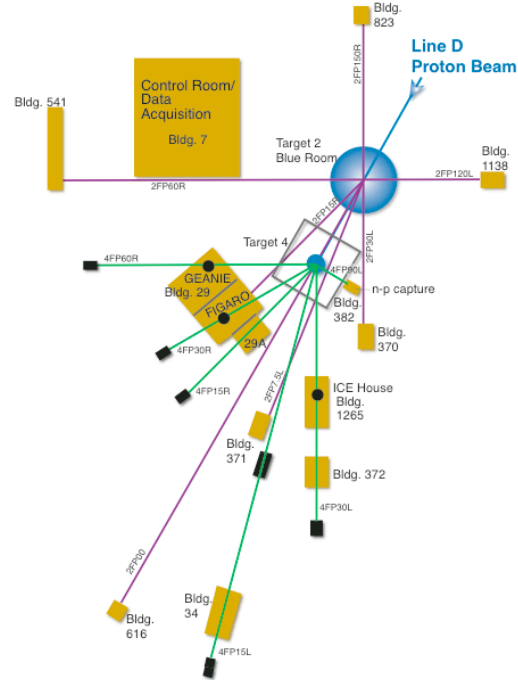 Bldg.
823
Line D
Proton Beam
2FP150R
Control Room/
Data
Acquisition
Bldg. 7
Bldg. 541
Target 2
Blue Room
Bldg.
1138
2FP120L
2FP60R
2FP15R
2FP30L
Target 4
4FP90L
4FP60R
GEANIE
Bldg. 29
n-p capture
FIGARO
Bldg.
382
Bldg.
370
29A
4FP30R
4FP15R
2FP7.5L
ICE House
Bldg.
1265
Bldg.
371
Bldg. 372
4FP30L
2FP00
Bldg.
616
Bldg.
34
4FP15L